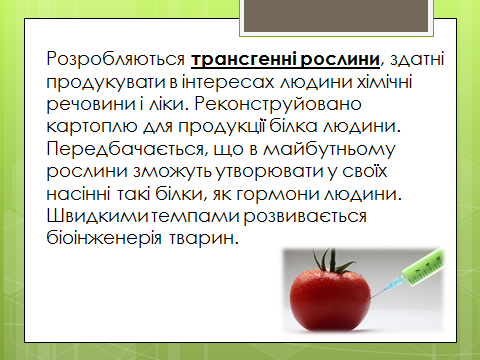 Розробляються трансгенні рослини, здатні
продукувати в інтересах людини хімічні
речовини і ліки. Реконструйовано
картоплю для продукції білка людини.
Передбачається, що в майбутньому
рослини зможуть утворювати у своїх
насінні такі білки, як гормони людини.
Швидкими темпами розвивається
біоінженерія тварин.